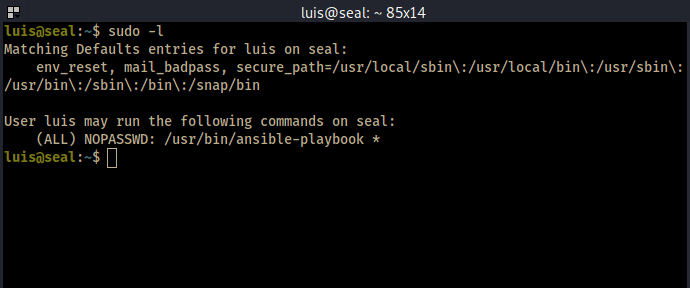 luis@seal: ~ 85x14
luis@seal:~$ sudo -l
Matching Defaults entries for luis on seal:
    env_reset, mail_badpass, secure_path=/usr/local/sbin\:/usr/local/bin\:/usr/sbin\:
/usr/bin\:/sbin\:/bin\:/snap/bin

User luis may run the following commands on seal:
    (ALL) NOPASSWD: /usr/bin/ansible-playbook *
luis@seal:~$